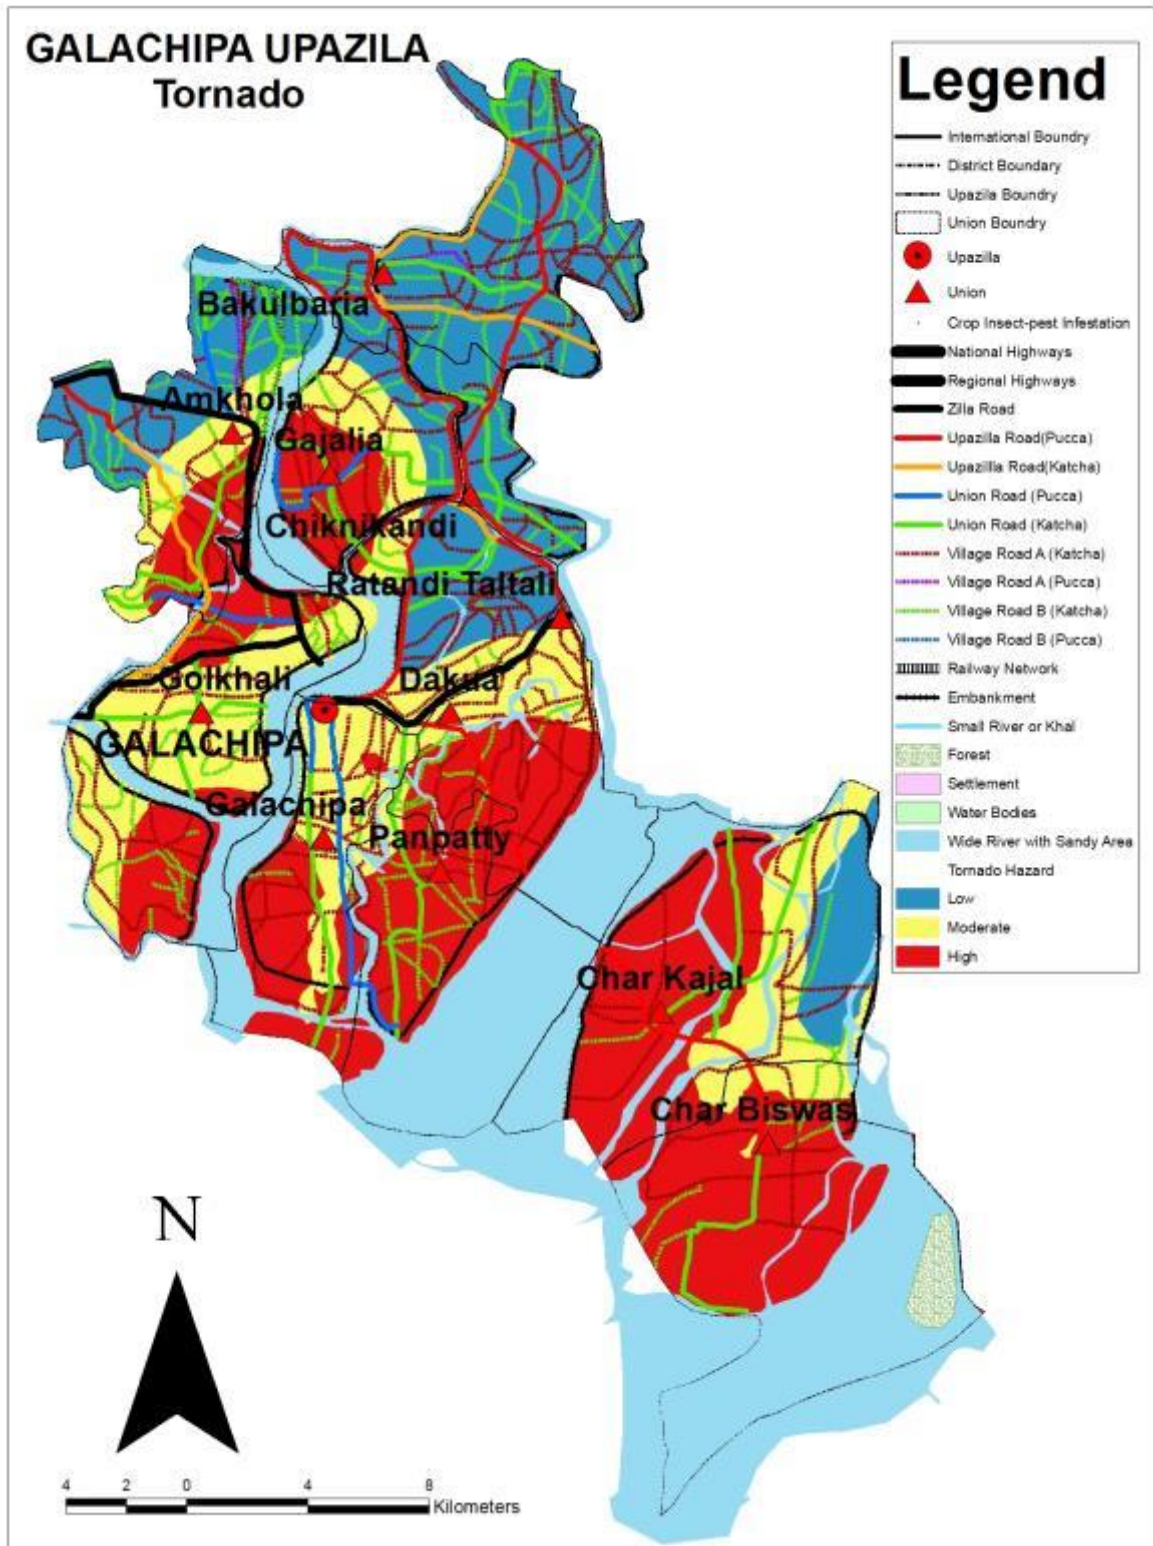 GALACHIPA UPAZILA
Tornado
Bakulbaria
Amkhola
Gajalia
Chiknikandi
Ratandi Taltali
Golkhali
Dakua
GALACHIPA
Galachipa
Panpatty
Char Kajal
Char Biswas
N
4 2 0 4 8
Kilometers
Legend
International Boundry
District Boundary
Upazila Boundry
Union Boundry
Upazilla
Union
Crop Insect-pest Infestation
National Highways
Regional Highways
Zilla Road
Upazilla Road(Pucca)
Upazillla Road(Katcha)
Union Road (Pucca)
Union Road (Katcha)
Village Road A (Katcha)
Village Road A (Pucca)
Village Road B (Katcha)
Village Road B (Pucca)
Railway Network
Embankment
Small River or Khal
Forest
Settlement
Water Bodies
Wide River with Sandy Area
Tornado Hazard
Low
Moderate
High